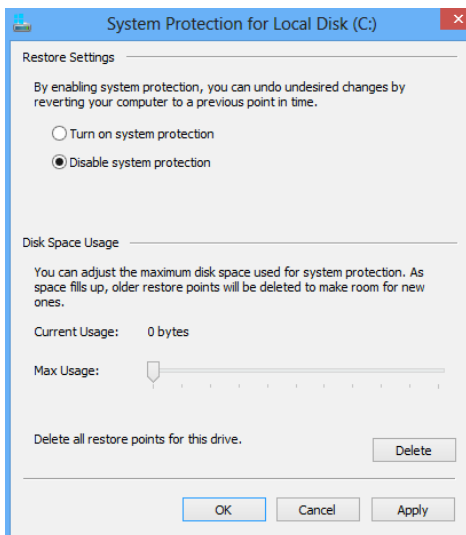 System Protection for Local Disk (C:)
Restore Settings
By enabling system protection, you can undo undesired changes by
reverting your computer to a previous point in time.
Turn on system protection
Disable system protection
Disk Space Usage
You can adjust the maximum disk space used for system protection. As
space fills up, older restore points will be deleted to make room for new
ones.
Current Usage: 0 bytes
Max Usage:
Delete all restore points for this drive.
Delete
OK Cancel Apply